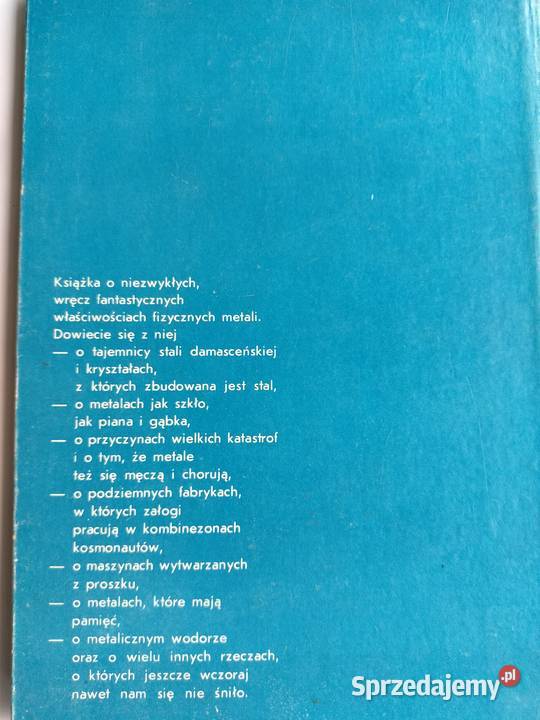 Książka o niezwykłych,
wręcz fantastycznych
właściwościach fizycznych metali.
Dowiecie się z niej
— o tajemnicy stali damasceńskiej
i kryształach,
z których zbudowana jest stal,
— o metalach jak szkło,
jak piana i gąbka,
— o przyczynach wielkich katastrof
i o tym, że metale
też się męczą i chorują,
— o podziemnych fabrykach,
w których załogi
pracują w kombinezonach
kosmonautów,
— o maszynach wytwarzanych
z proszku,
— o metalach, które mają
pamięć,
— o metalicznym wodorze
oraz o wielu innych rzeczach,
o których jeszcze wczoraj
nawet nam się nie śniło.
Sprzedajemy.pl